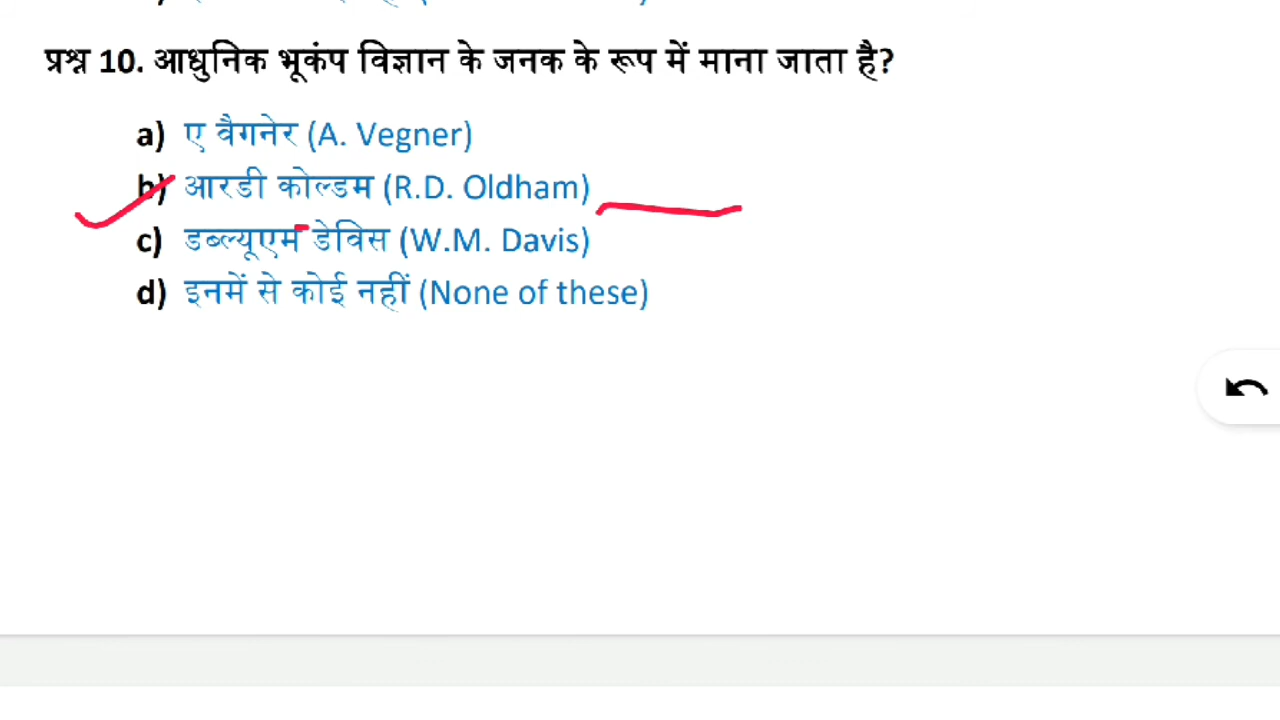 प्रश्न 10. आधुनिक भूकंप विज्ञान के जनक के रूप में माना जाता है?
a) ए वैगनेर (A. Vegner)
b) आरडी कोल्डम (R.D. Oldham)
c) डब्ल्यूएम डेविस (W.M. Davis)
d) इनमें से कोई नहीं (None of these)